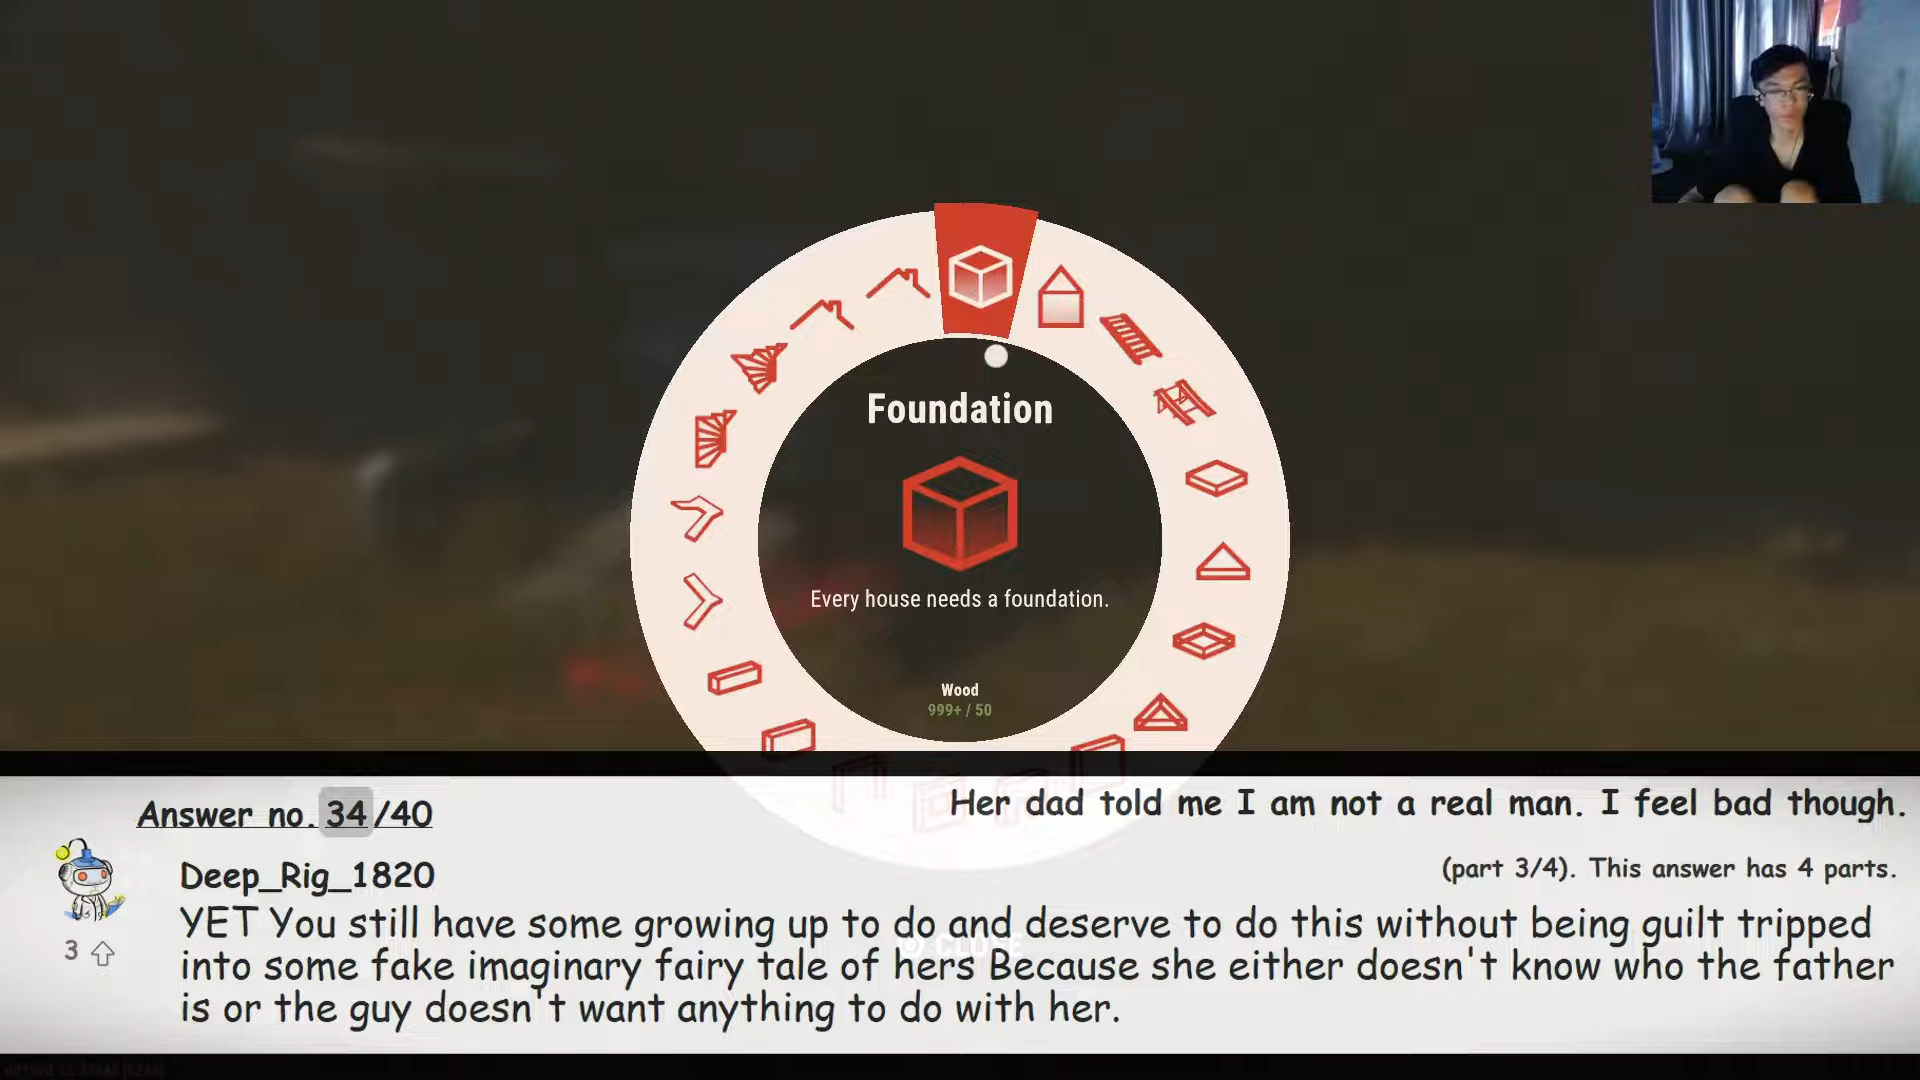 Foundation
Every house needs a foundation.
Wood
999+ / 50
Answer no. 34 /40
Her dad told me I am not a real man. I feel bad though.
Deep_Rig_1820
(part 3/4). This answer has 4 parts.
3
YET You still have some growing up to do and deserve to do this without being guilt tripped
into some fake imaginary fairy tale of hers Because she either doesn't know who the father
is or the guy doesn't want anything to do with her.
CLOSE